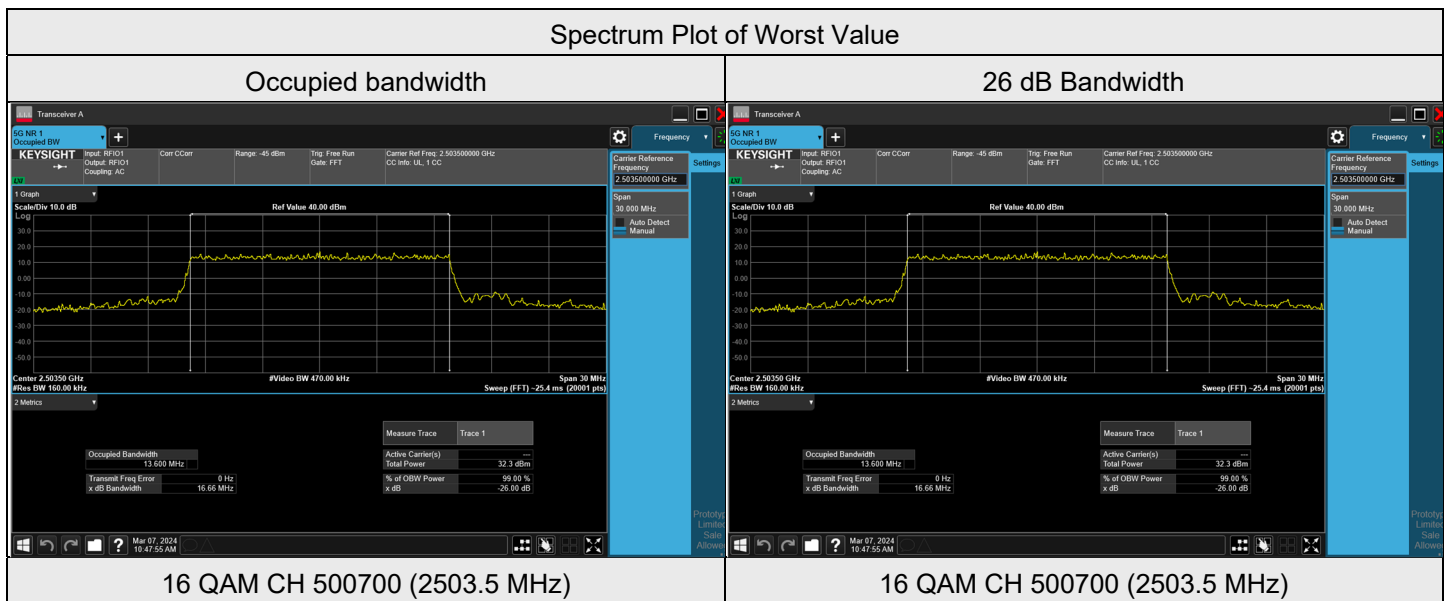 Spectrum Plot of Worst Value
Occupied bandwidth
26 dB Bandwidth
Transceiver A
5G NR 1
Occupied BW
+
Frequency
KEYSIGHT
Input: RFIO1
Output: RFIO1
Coupling: AC
Corr CCorr
Range: -45 dBm
Trig: Free Run
Gate: FFT
Carrier Ref Freq: 2.503500000 GHz
CC Info: UL, 1 CC
LXI
Carrier Reference
Frequency
2.503500000 GHz
Settings
Span
30.000 MHz
Auto Detect
Manual
1 Graph
Scale/Div 10.0 dB
Ref Value 40.00 dBm
Log
30.0
20.0
10.0
0.00
-10.0
-20.0
-30.0
-40.0
-50.0
Center 2.50350 GHz
#Video BW 470.00 kHz
Span 30 MHz
#Res BW 160.00 kHz
Sweep (FFT) ~25.4 ms (20001 pts)
2 Metrics
Measure Trace
Trace 1
Occupied Bandwidth
13.600 MHz
Active Carrier(s)
---
Total Power
32.3 dBm
Transmit Freq Error
0 Hz
x dB Bandwidth
16.66 MHz
% of OBW Power
99.00 %
x dB
-26.00 dB
?
Mar 07, 2024
10:47:55 AM
Prototyp
Limited
Sale
Allowe
Transceiver A
5G NR 1
Occupied BW
+
Frequency
KEYSIGHT
Input: RFIO1
Output: RFIO1
Coupling: AC
Corr CCorr
Range: -45 dBm
Trig: Free Run
Gate: FFT
Carrier Ref Freq: 2.503500000 GHz
CC Info: UL, 1 CC
LXI
Carrier Reference
Frequency
2.503500000 GHz
Settings
Span
30.000 MHz
Auto Detect
Manual
1 Graph
Scale/Div 10.0 dB
Ref Value 40.00 dBm
Log
30.0
20.0
10.0
0.00
-10.0
-20.0
-30.0
-40.0
-50.0
Center 2.50350 GHz
#Video BW 470.00 kHz
Span 30 MHz
#Res BW 160.00 kHz
Sweep (FFT) ~25.4 ms (20001 pts)
2 Metrics
Measure Trace
Trace 1
Occupied Bandwidth
13.600 MHz
Active Carrier(s)
---
Total Power
32.3 dBm
Transmit Freq Error
0 Hz
x dB Bandwidth
16.66 MHz
% of OBW Power
99.00 %
x dB
-26.00 dB
?
Mar 07, 2024
10:47:55 AM
Prototyp
Limited
Sale
Allowe
16 QAM CH 500700 (2503.5 MHz)
16 QAM CH 500700 (2503.5 MHz)